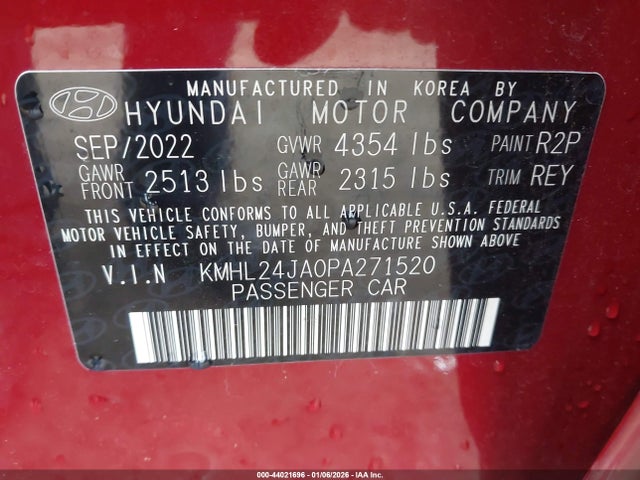 MANUFACTURED IN KOREA BY
HYUNDAI MOTOR COMPANY
SEP/2022 GVWR 4354 lbs PAINT R2P
GAWR FRONT 2513 lbs GAWR REAR 2315 lbs TRIM REY
THIS VEHICLE CONFORMS TO ALL APPLICABLE U.S.A. FEDERAL
MOTOR VEHICLE SAFETY, BUMPER, AND THEFT PREVENTION STANDARDS
IN EFFECT ON THE DATE OF MANUFACTURE SHOWN ABOVE.
V.I.N KMHL24JA0PA271520
PASSENGER CAR
000-44021696 - 01/06/2026 - IAAI.COM